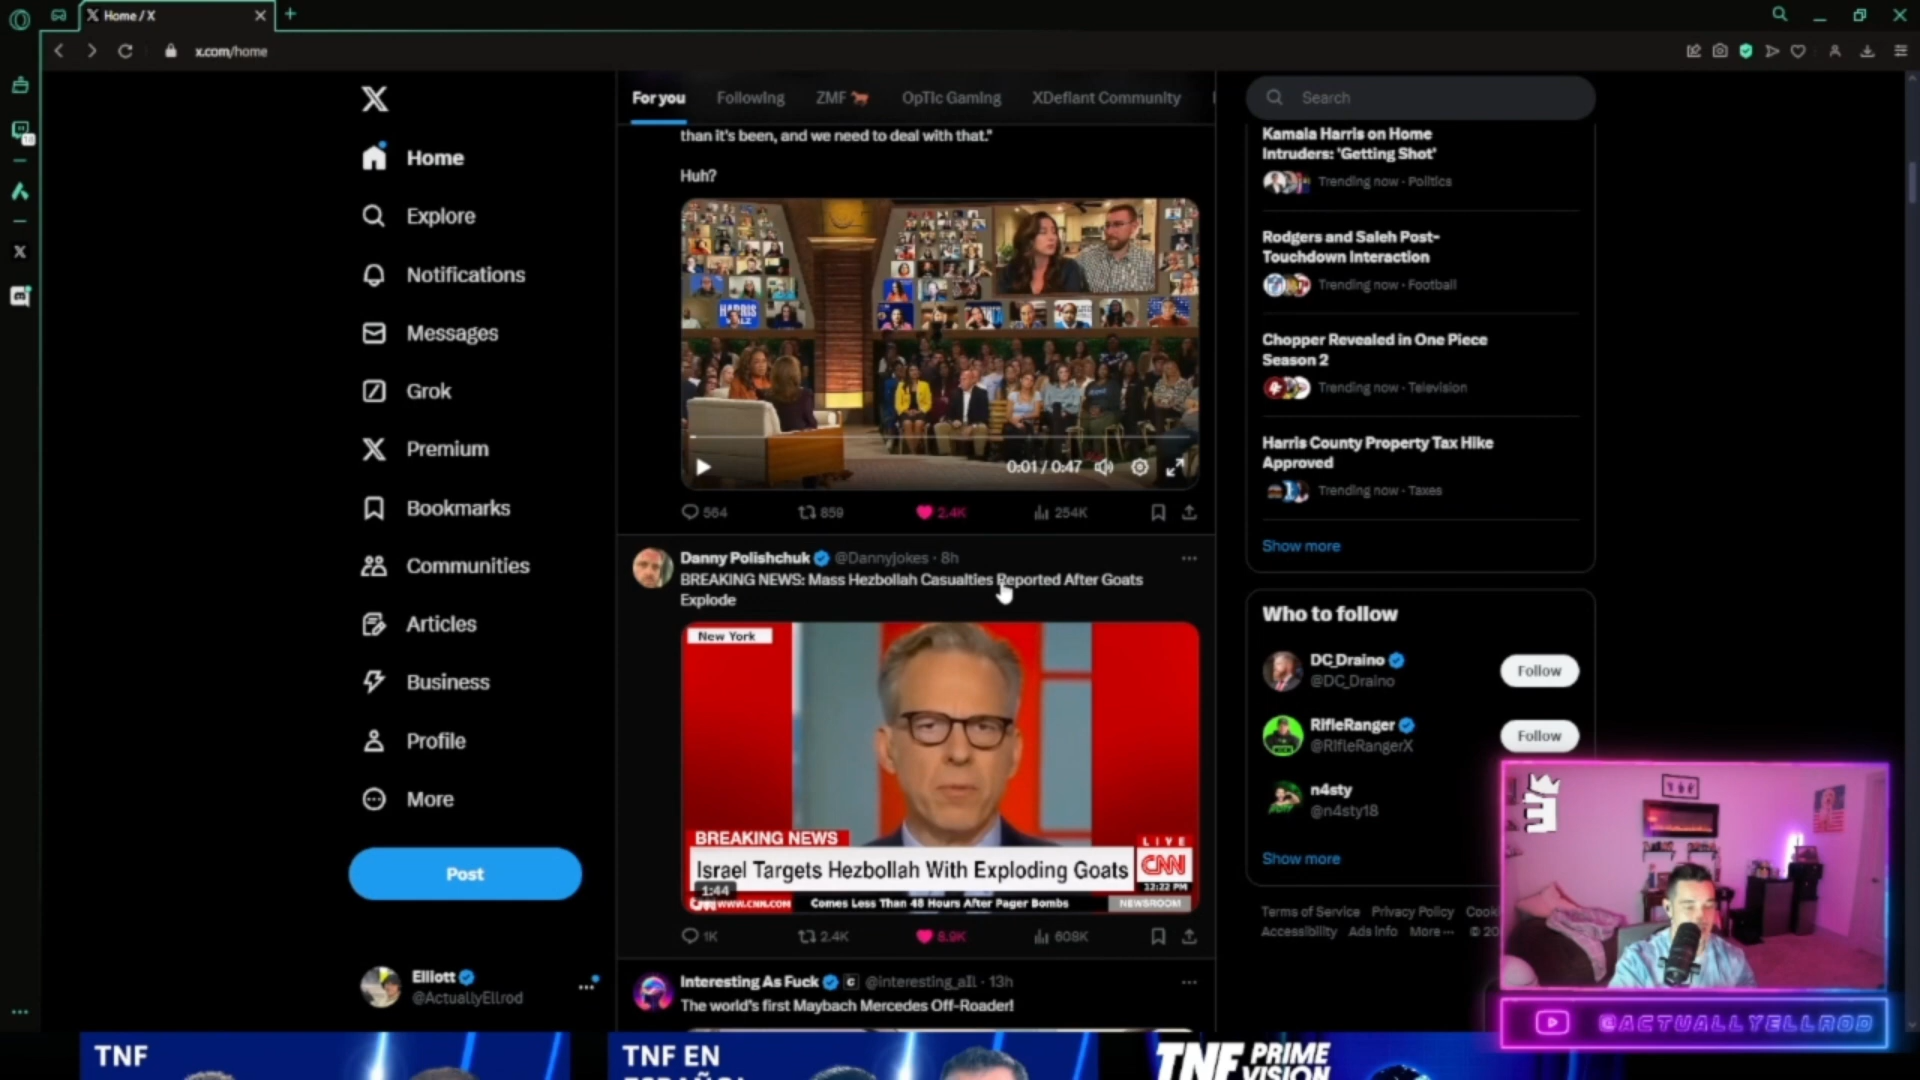 Home / X
x.com/home
Home
Explore
Notifications
Messages
Grok
Premium
Bookmarks
Communities
Articles
Business
Profile
More
Post
Elliott
@ActuallyEllrod
For you
Following
ZMF
OpTic Gaming
XDefiant Community
than it's been, and we need to deal with that."
Huh?
HARRIS
0:01 / 0:47
564
859
2.4K
254K
Danny Polishchuk @Dannyjokes · 8h
BREAKING NEWS: Mass Hezbollah Casualties Reported After Goats
Explode
New York
BREAKING NEWS
LIVE
Israel Targets Hezbollah With Exploding Goats
CNN
1:44
12:22 PM
WWW.CNN.COM
Comes Less Than 48 Hours After Pager Bombs
NEWSROOM
1K
2.4K
8.9K
608K
Interesting As Fuck @interesting_aIl · 13h
The world's first Maybach Mercedes Off-Roader!
Search
Kamala Harris on Home
Intruders: 'Getting Shot'
Trending now · Politics
Rodgers and Saleh Post-
Touchdown Interaction
Trending now · Football
Chopper Revealed in One Piece
Season 2
Trending now · Television
Harris County Property Tax Hike
Approved
Trending now · Taxes
Show more
Who to follow
DC_Draino
@DC_Draino
Follow
RifleRanger
@RifleRangerX
Follow
n4sty
@n4sty18
Show more
Terms of Service Privacy Policy
Accessibility Ads info More ··· © 20
@ACTUALLYELLROD
TNF
TNF EN
ESPAÑOL
TNF PRIME
VISION